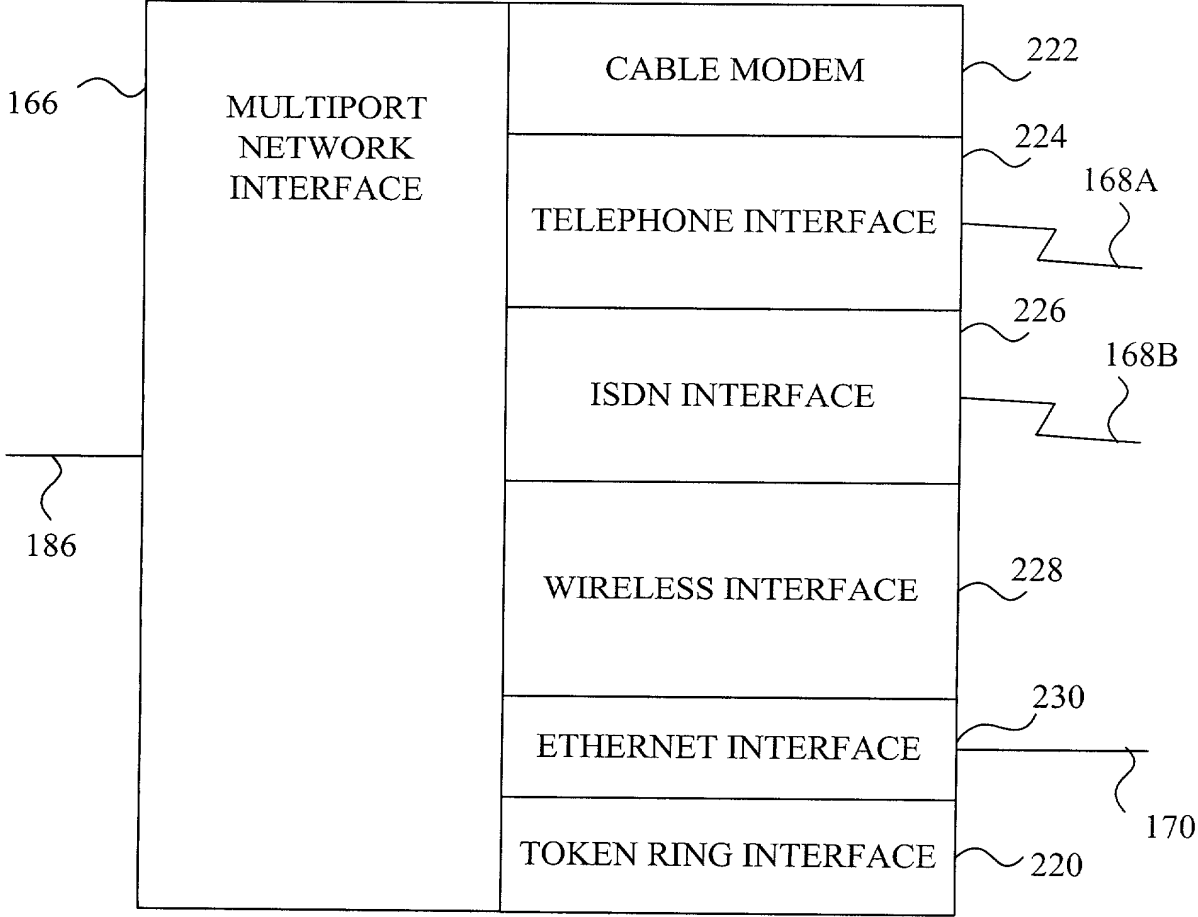 CABLE MODEM
222
166
MULTIPORT
NETWORK
INTERFACE
224
168A
TELEPHONE INTERFACE
226
168B
ISDN INTERFACE
186
WIRELESS INTERFACE
228
230
ETHERNET INTERFACE
170
TOKEN RING INTERFACE
220